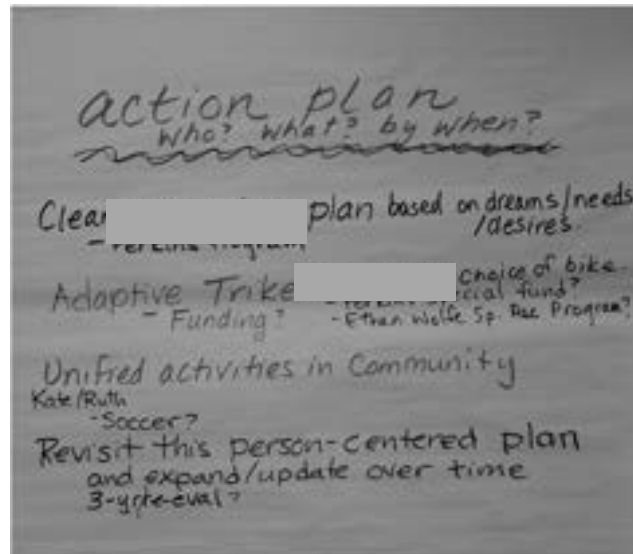 action plan
who? what? by when?
plan based on dreams/needs
/desires.
- Perkins Program
Adaptive Trike choice of bike
- Funding? special fund?
- Ethan Wolfe Sp. Rec Program?
Unified activities in Community
Kate/Ruth
- Soccer?
Revisit this person-centered plan
and expand/update over time
3-yr re-eval?